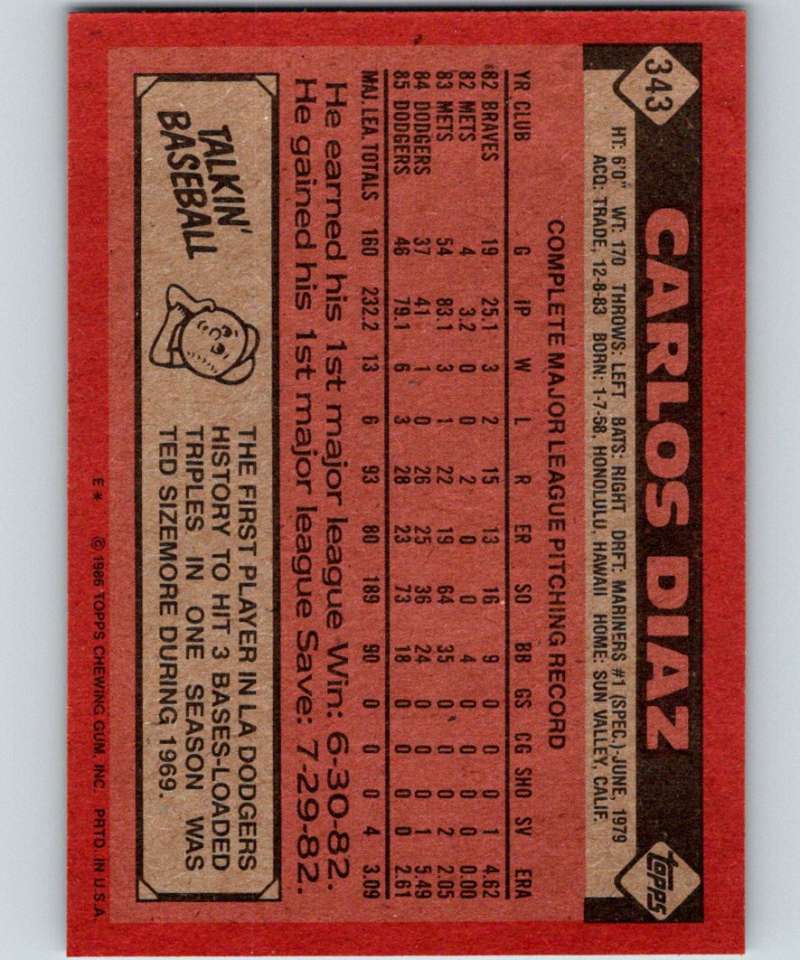 343
CARLOS DIAZ
topps
HT: 6'0" WT: 170 THROWS: LEFT BATS: RIGHT DRFT: MARINERS #1 (SPEC.)-JUNE, 1979
ACQ: TRADE, 12-8-83 BORN: 1-7-58, HONOLULU, HAWAII HOME: SUN VALLEY, CALIF.
COMPLETE MAJOR LEAGUE PITCHING RECORD
YR CLUB G IP W L R ER SO BB GS CG SHO SV ERA
82 BRAVES 19 25.1 3 2 15 13 16 9 0 0 0 1 4.62
82 METS 4 3.2 0 0 2 0 0 4 0 0 0 0 0.00
83 METS 54 83.1 3 1 22 19 64 35 0 0 0 2 2.05
84 DODGERS 37 41 1 0 26 25 36 24 0 0 0 1 5.49
85 DODGERS 46 79.1 6 3 28 23 73 18 0 0 0 0 2.61
MAJ. LEA. TOTALS 160 232.2 13 6 93 80 189 90 0 0 0 4 3.09
He earned his 1st major league Win: 6-30-82.
He gained his 1st major league Save: 7-29-82.
TALKIN'
BASEBALL
THE FIRST PLAYER IN LA DODGERS
HISTORY TO HIT 3 BASES-LOADED
TRIPLES IN ONE SEASON WAS
TED SIZEMORE DURING 1969.
E* © 1986 TOPPS CHEWING GUM, INC. PRTD. IN U.S.A.